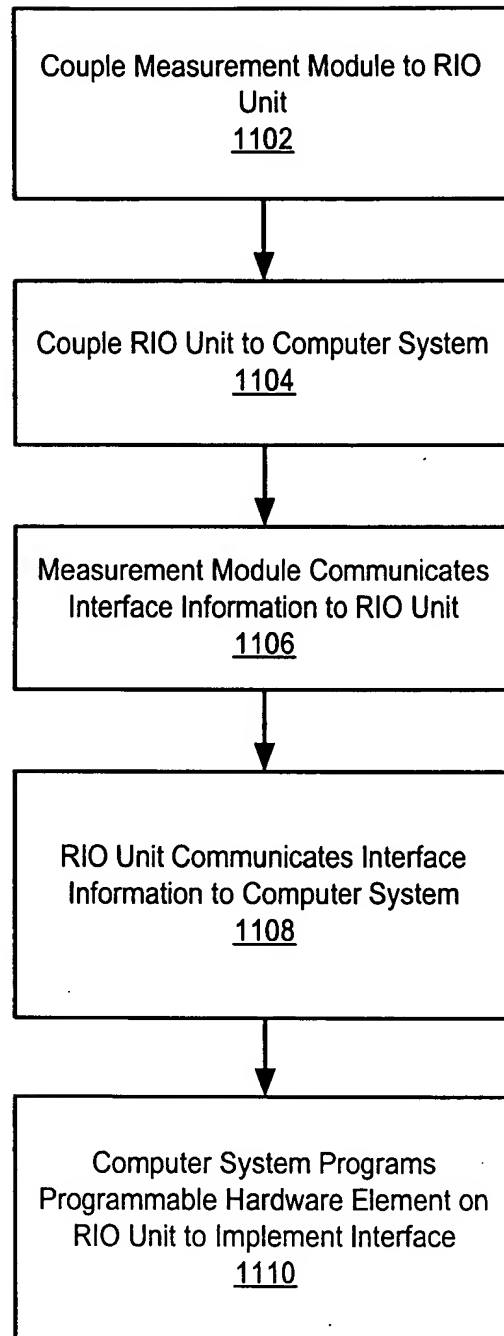 Couple Measurement Module to RIO
Unit
1102
Couple RIO Unit to Computer System
1104
Measurement Module Communicates
Interface Information to RIO Unit
1106
RIO Unit Communicates Interface
Information to Computer System
1108
Computer System Programs
Programmable Hardware Element on
RIO Unit to Implement Interface
1110